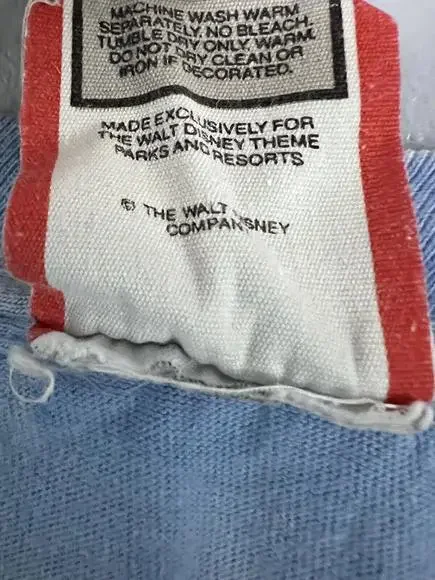 MACHINE WASH WARM
SEPARATELY. NO BLEACH.
TUMBLE DRY ONLY, WARM.
DO NOT DRY CLEAN OR
IRON IF DECORATED.
MADE EXCLUSIVELY FOR
THE WALT DISNEY THEME
PARKS AND RESORTS
© THE WALT
COMPANSNEY